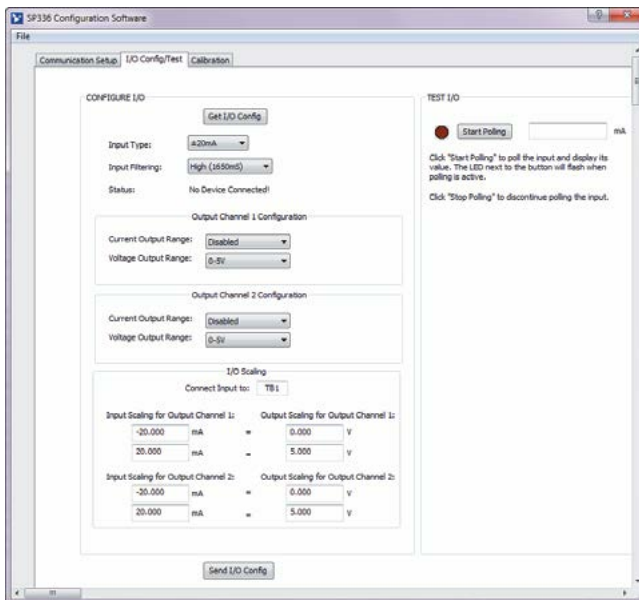 SP336 Configuration Software
File
Communication Setup I/O Config/Test Calibration
CONFIGURE I/O
Get I/O Config
Input Type: ±20mA
Input Filtering: High (1650mS)
Status: No Device Connected!
Output Channel 1 Configuration
Current Output Range: Disabled
Voltage Output Range: 0-5V
Output Channel 2 Configuration
Current Output Range: Disabled
Voltage Output Range: 0-5V
I/O Scaling
Connect Input to: TB1
Input Scaling for Output Channel 1: Output Scaling for Output Channel 1:
-20.000 mA = 0.000 V
20.000 mA = 5.000 V
Input Scaling for Output Channel 2: Output Scaling for Output Channel 2:
-20.000 mA = 0.000 V
20.000 mA = 5.000 V
Send I/O Config
TEST I/O
Start Polling mA
Click "Start Polling" to poll the input and display its
value. The LED next to the button will flash when
polling is active.
Click "Stop Polling" to discontinue polling the input.